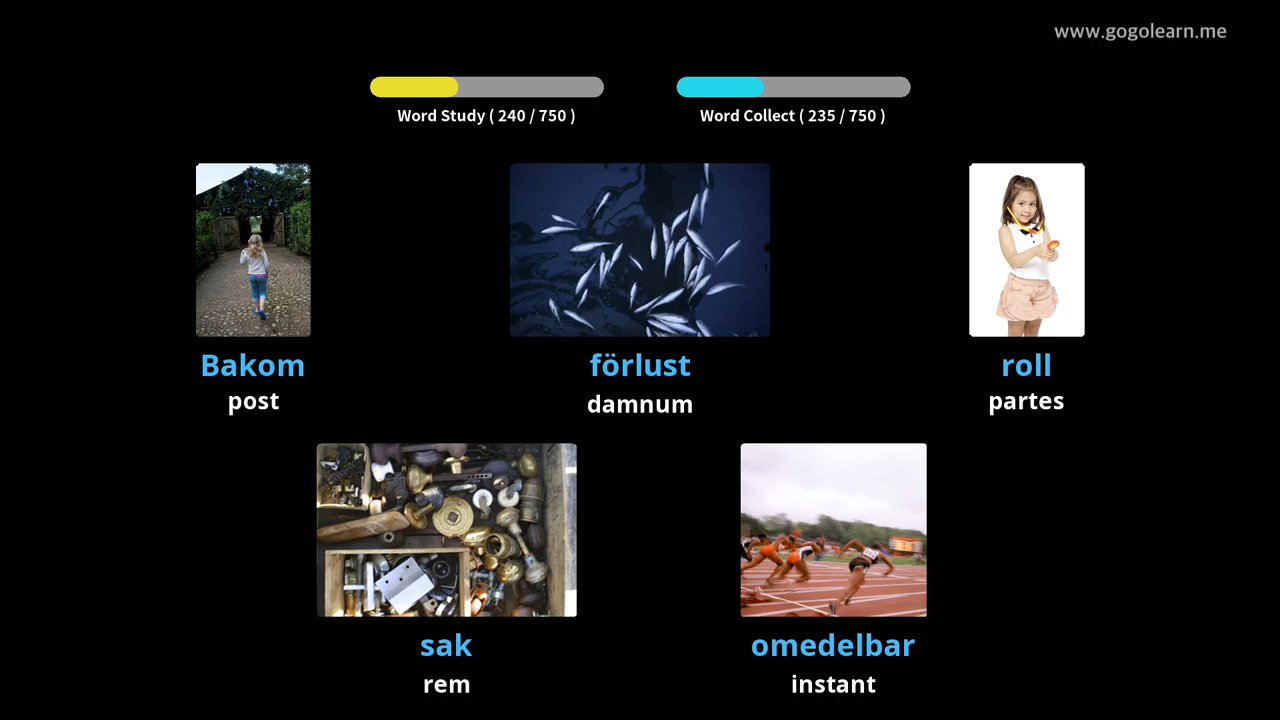 www.gogolearn.me
Word Study ( 240 / 750 )
Word Collect ( 235 / 750 )
Bakom
post
förlust
damnum
roll
partes
sak
rem
omedelbar
instant